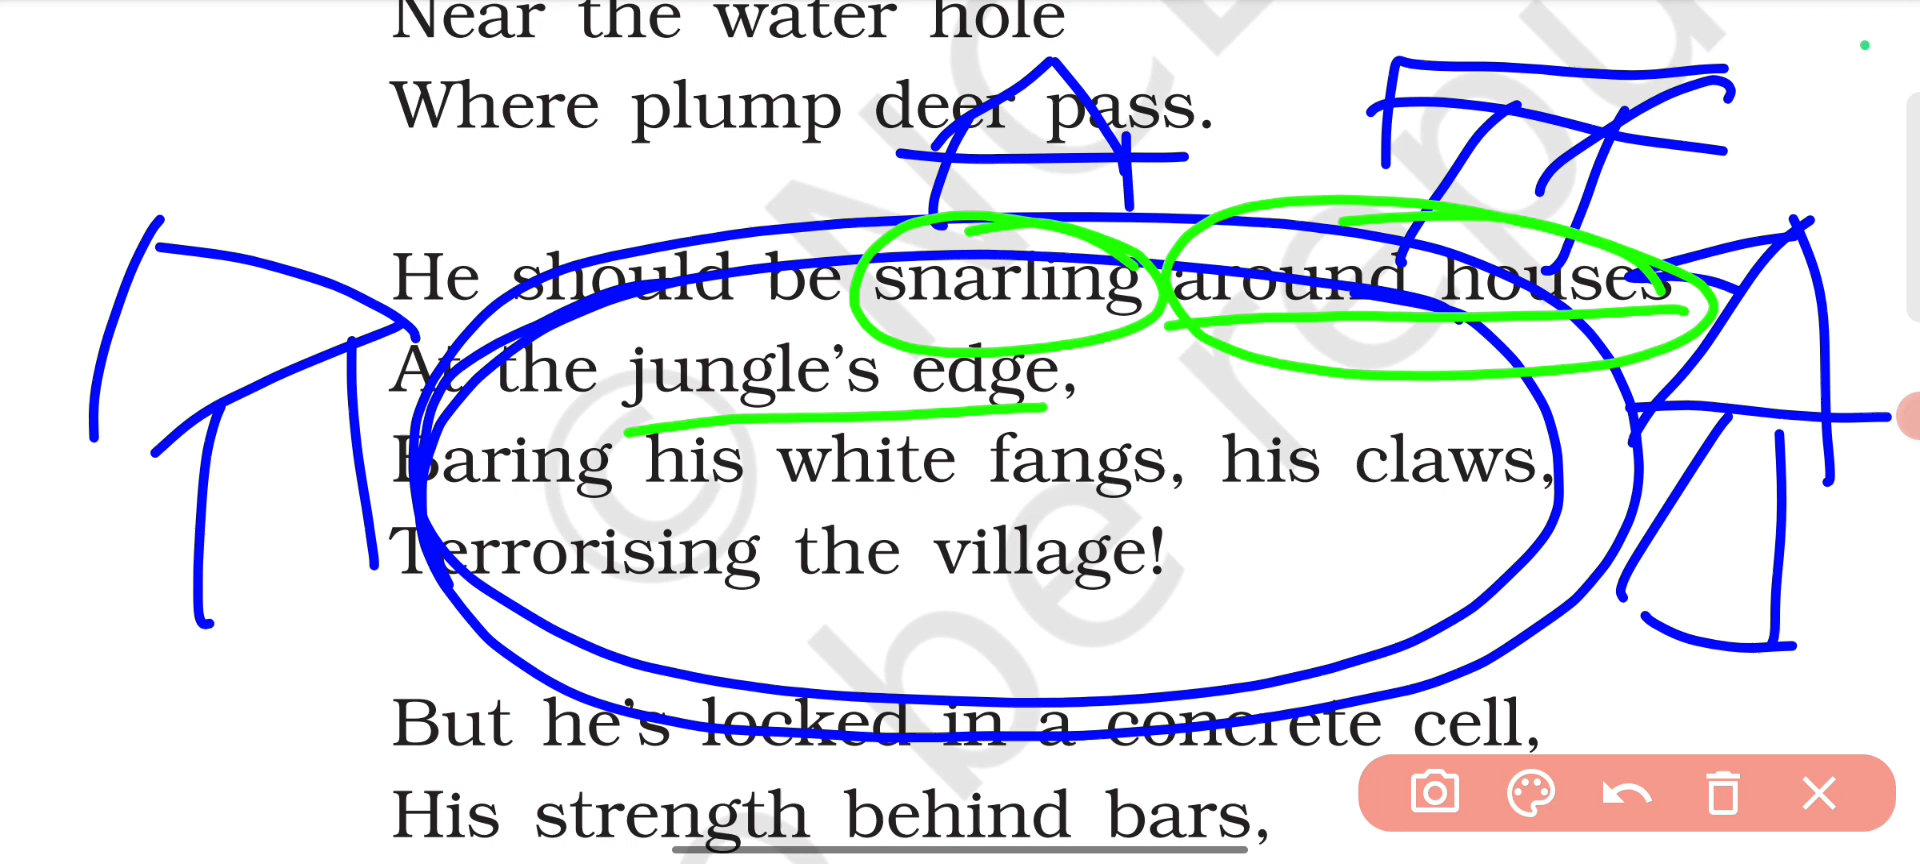 Near the water hole
Where plump deer pass.
He should be snarling around houses
At the jungle's edge,
Baring his white fangs, his claws,
Terrorising the village!
But he's locked in a concrete cell,
His strength behind bars,